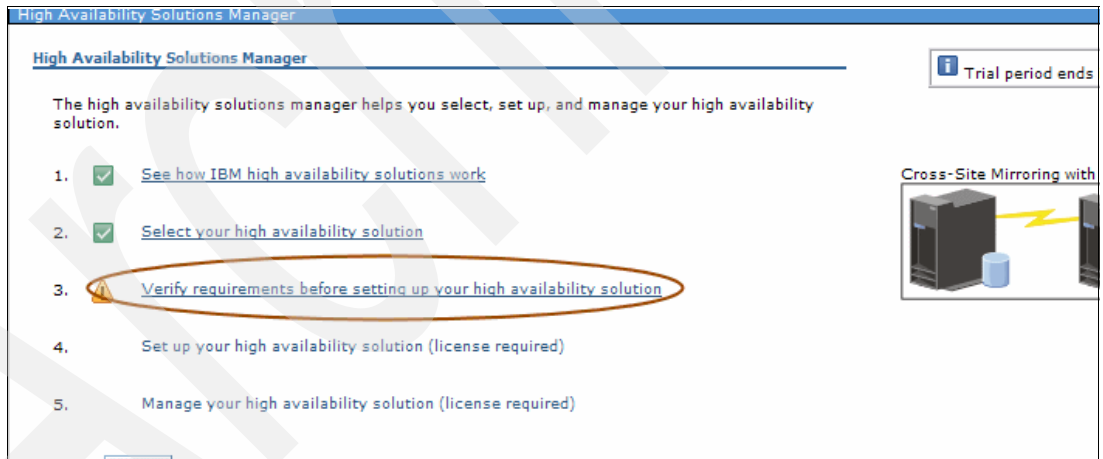 High Availability Solutions Manager
High Availability Solutions Manager
Trial period ends
The high availability solutions manager helps you select, set up, and manage your high availability
solution.
1. See how IBM high availability solutions work
Cross-Site Mirroring with
2. Select your high availability solution
3. Verify requirements before setting up your high availability solution
4. Set up your high availability solution (license required)
5. Manage your high availability solution (license required)